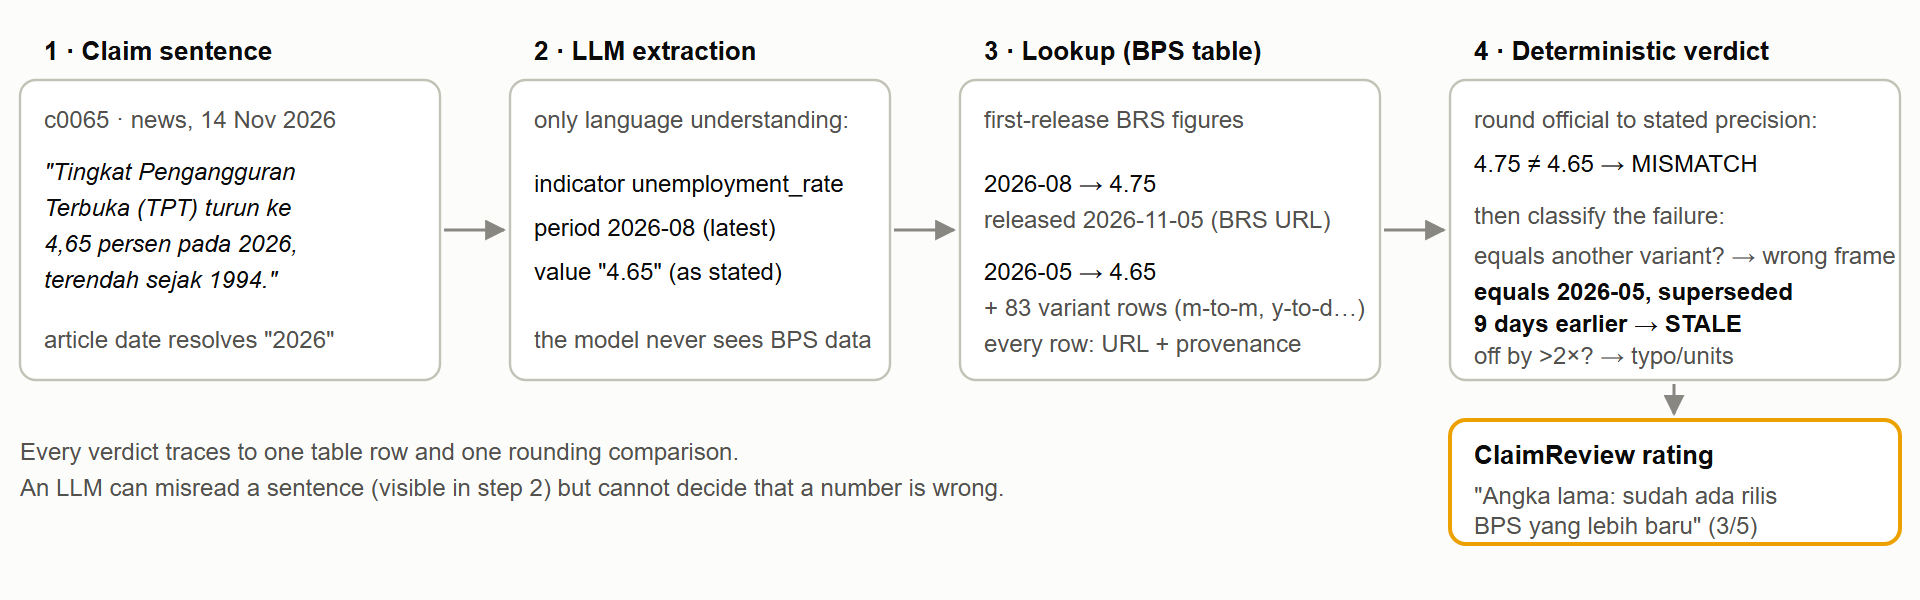 1 · Claim sentence
c0065 · news, 14 Nov 2026
"Tingkat Pengangguran
Terbuka (TPT) turun ke
4,65 persen pada 2026,
terendah sejak 1994."
article date resolves "2026"
2 · LLM extraction
only language understanding:
indicator unemployment_rate
period 2026-08 (latest)
value "4.65" (as stated)
the model never sees BPS data
3 · Lookup (BPS table)
first-release BRS figures
2026-08 → 4.75
released 2026-11-05 (BRS URL)
2026-05 → 4.65
+ 83 variant rows (m-to-m, y-to-d…)
every row: URL + provenance
4 · Deterministic verdict
round official to stated precision:
4.75 ≠ 4.65 → MISMATCH
then classify the failure:
equals another variant? → wrong frame
equals 2026-05, superseded
9 days earlier → STALE
off by >2×? → typo/units
ClaimReview rating
"Angka lama: sudah ada rilis
BPS yang lebih baru" (3/5)
Every verdict traces to one table row and one rounding comparison.
An LLM can misread a sentence (visible in step 2) but cannot decide that a number is wrong.